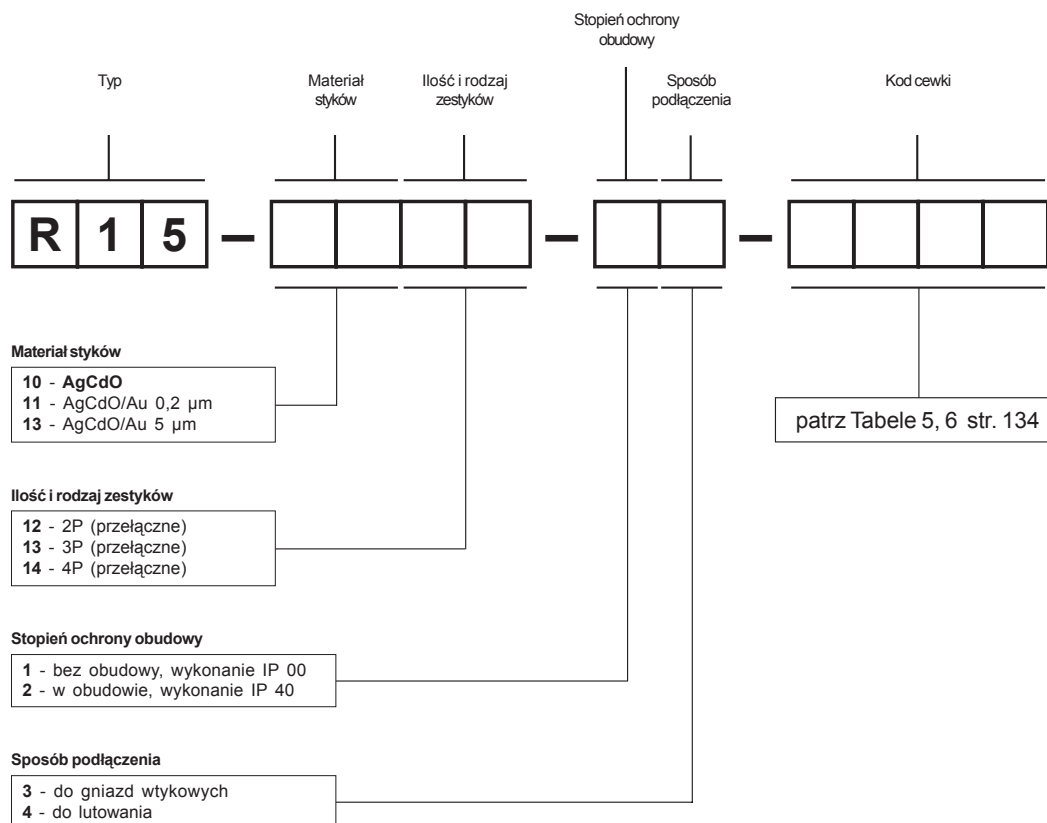 Stopień ochrony
obudowy
Typ
Materiał
styków
Ilość i rodzaj
zestyków
Sposób
podłączenia
Kod cewki
R 1 5 – – –
Materiał styków
10 - AgCdO
11 - AgCdO/Au 0,2 µm
13 - AgCdO/Au 5 µm
patrz Tabele 5, 6 str. 134
Ilość i rodzaj zestyków
12 - 2P (przełączne)
13 - 3P (przełączne)
14 - 4P (przełączne)
Stopień ochrony obudowy
1 - bez obudowy, wykonanie IP 00
2 - w obudowie, wykonanie IP 40
Sposób podłączenia
3 - do gniazd wtykowych
4 - do lutowania